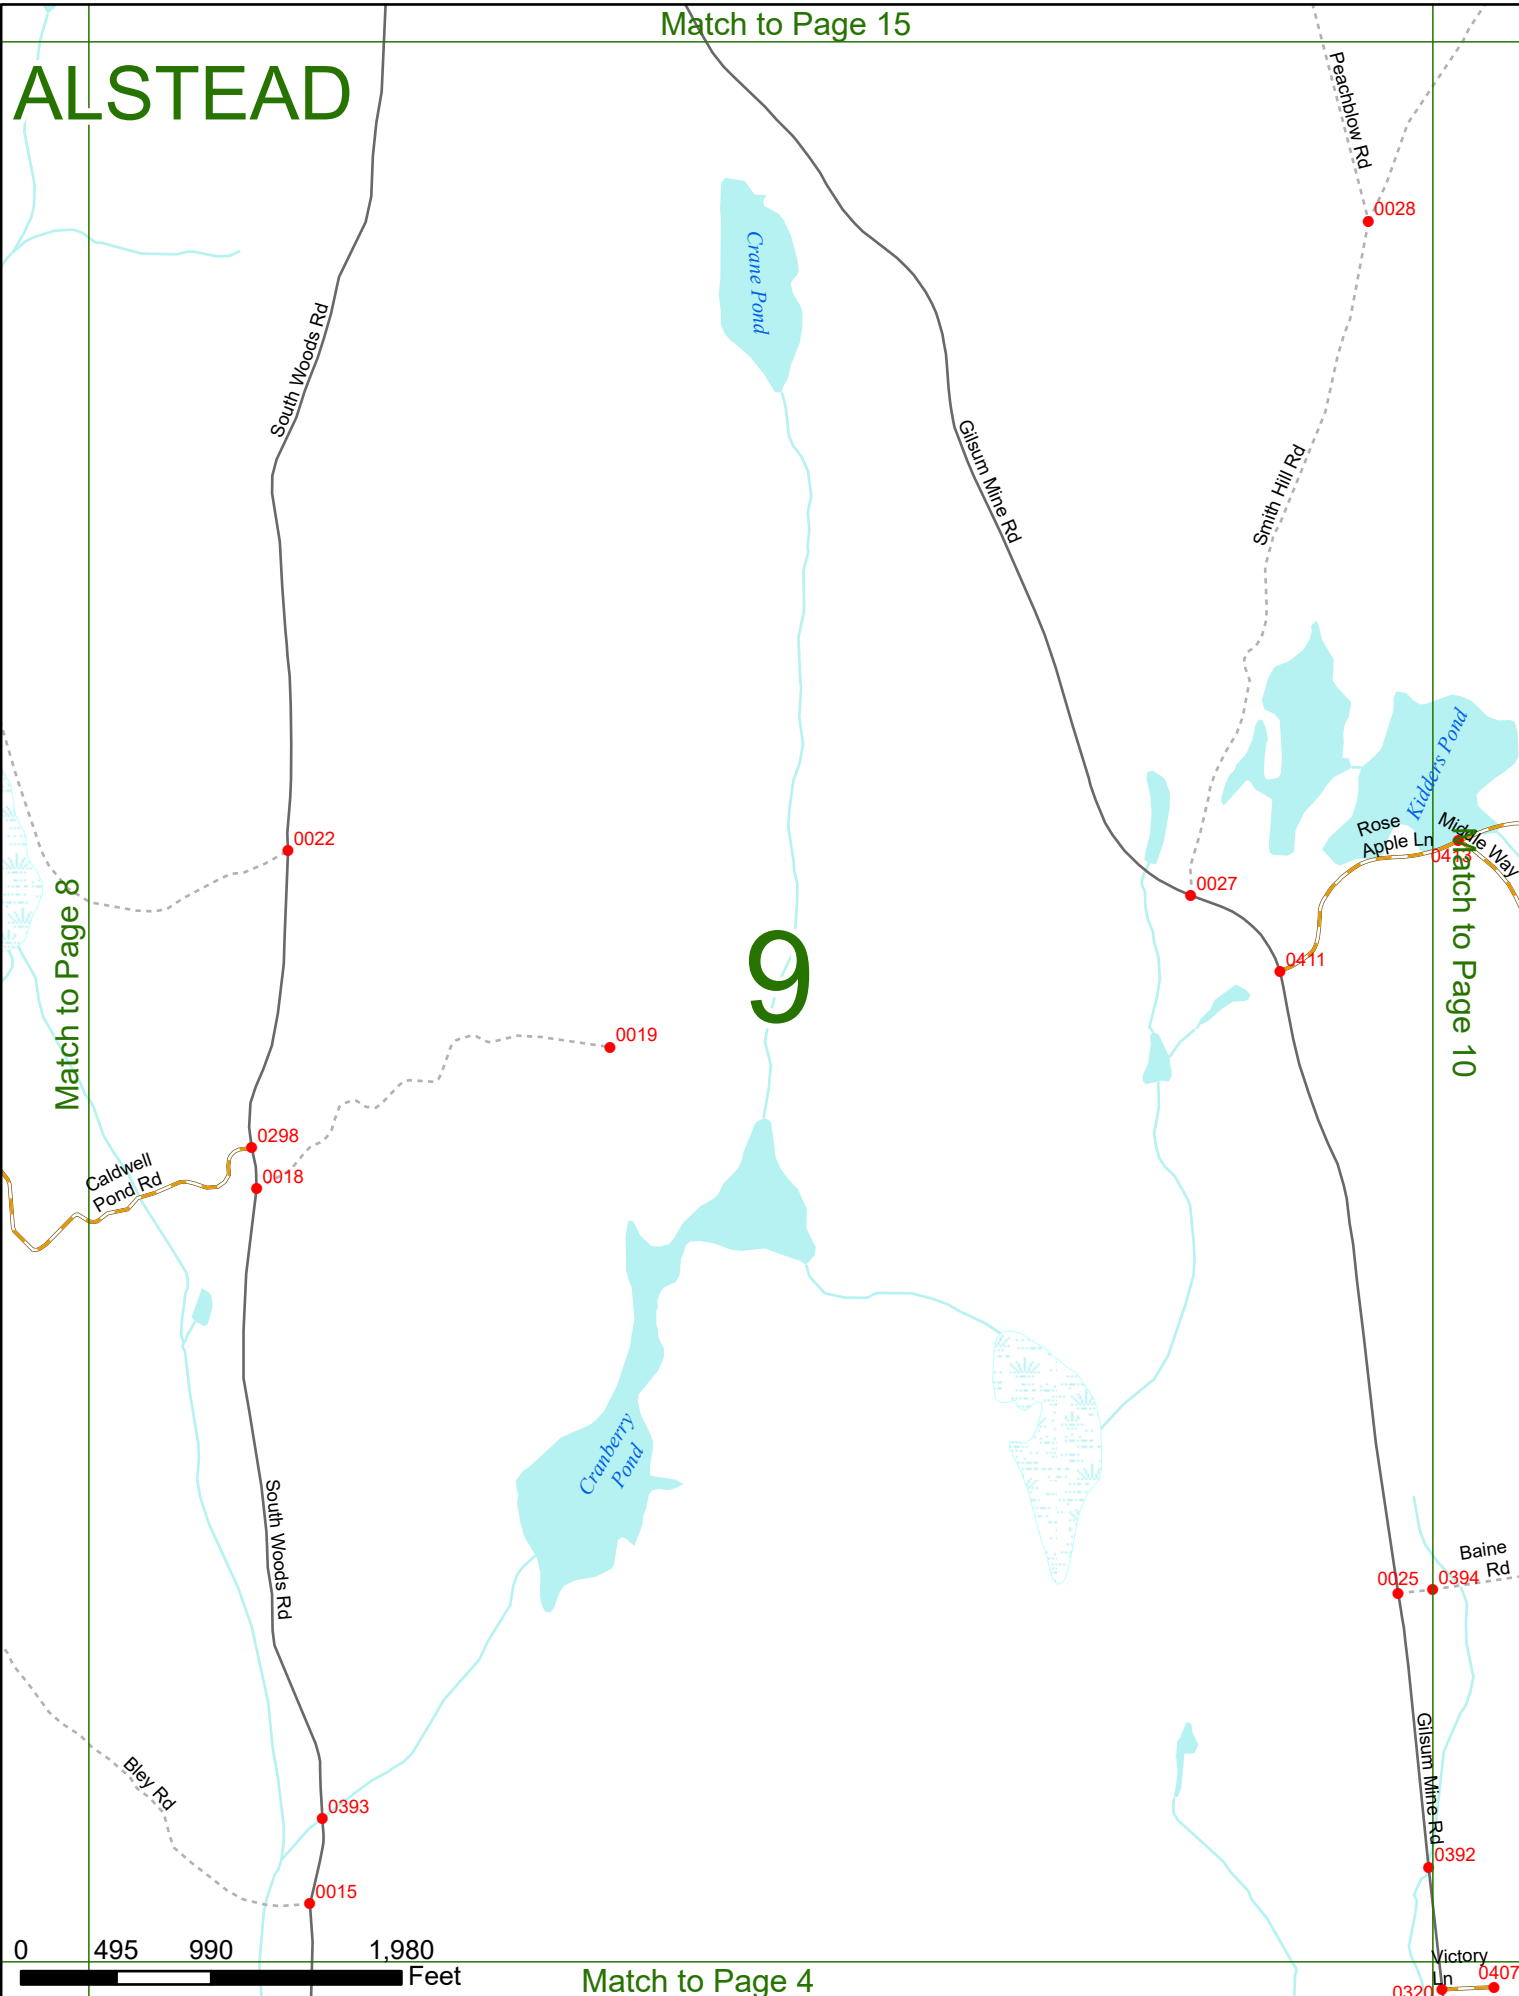 Match to Page 15
ALSTEAD
Peachblow Rd
0028
Crane Pond
South Woods Rd
Gilsum Mine Rd
Smith Hill Rd
Kidders Pond
Rose
Apple Ln
Middle Way
0413
0022
0027
Match to Page 8
9
0411
Match to Page 10
0019
0298
Caldwell
Pond Rd
0018
Cranberry
Pond
South Woods Rd
Baine
Rd
0025
0394
Gilsum Mine Rd
Bley Rd
0393
0392
0015
0 495 990 1,980
Feet
Match to Page 4
Victory
Ln
0407
0320